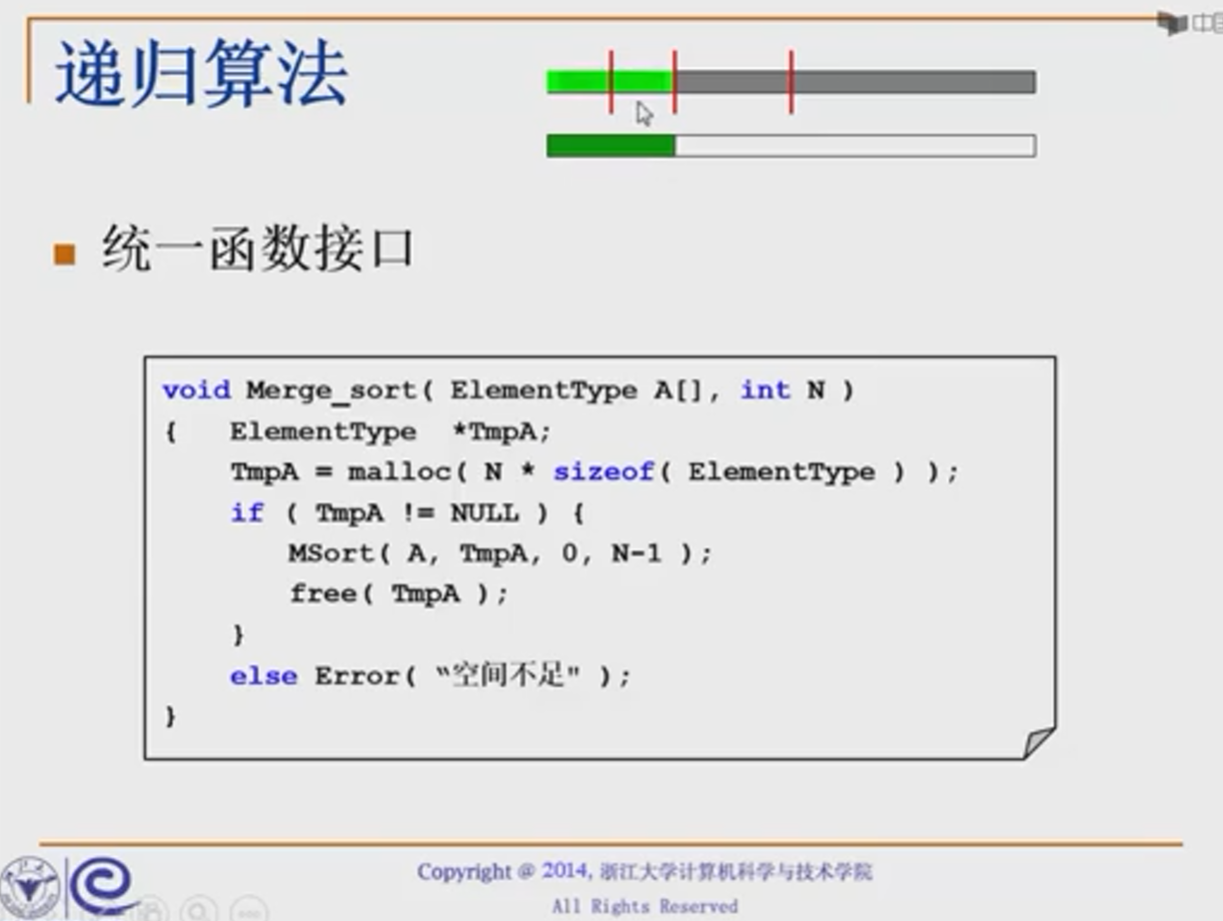 递归算法
统一函数接口
void Merge_sort( ElementType A[], int N )
{ ElementType *TmpA;
TmpA = malloc( N * sizeof( ElementType ) );
if ( TmpA != NULL ) {
MSort( A, TmpA, 0, N-1 );
free( TmpA );
}
else Error( “空间不足" );
}
Copyright @ 2014, 浙江大学计算机科学与技术学院
All Rights Reserved